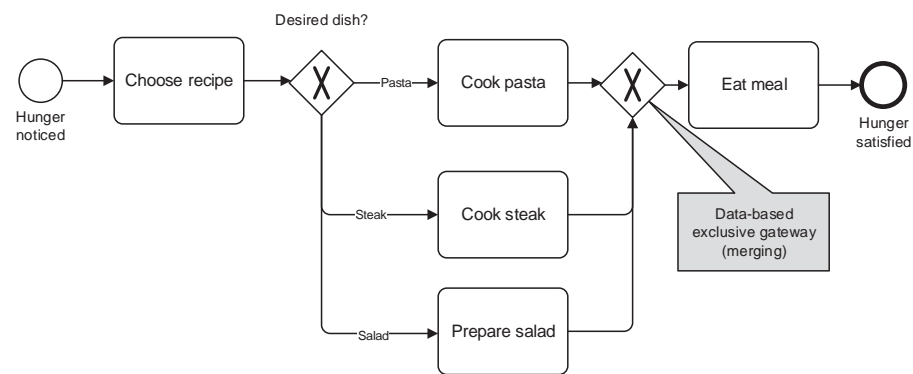 Desired dish?
Choose recipe
Pasta
Cook pasta
Eat meal
Hunger
noticed
Hunger
satisfied
Steak
Cook steak
Data-based
exclusive gateway
(merging)
Salad
Prepare salad